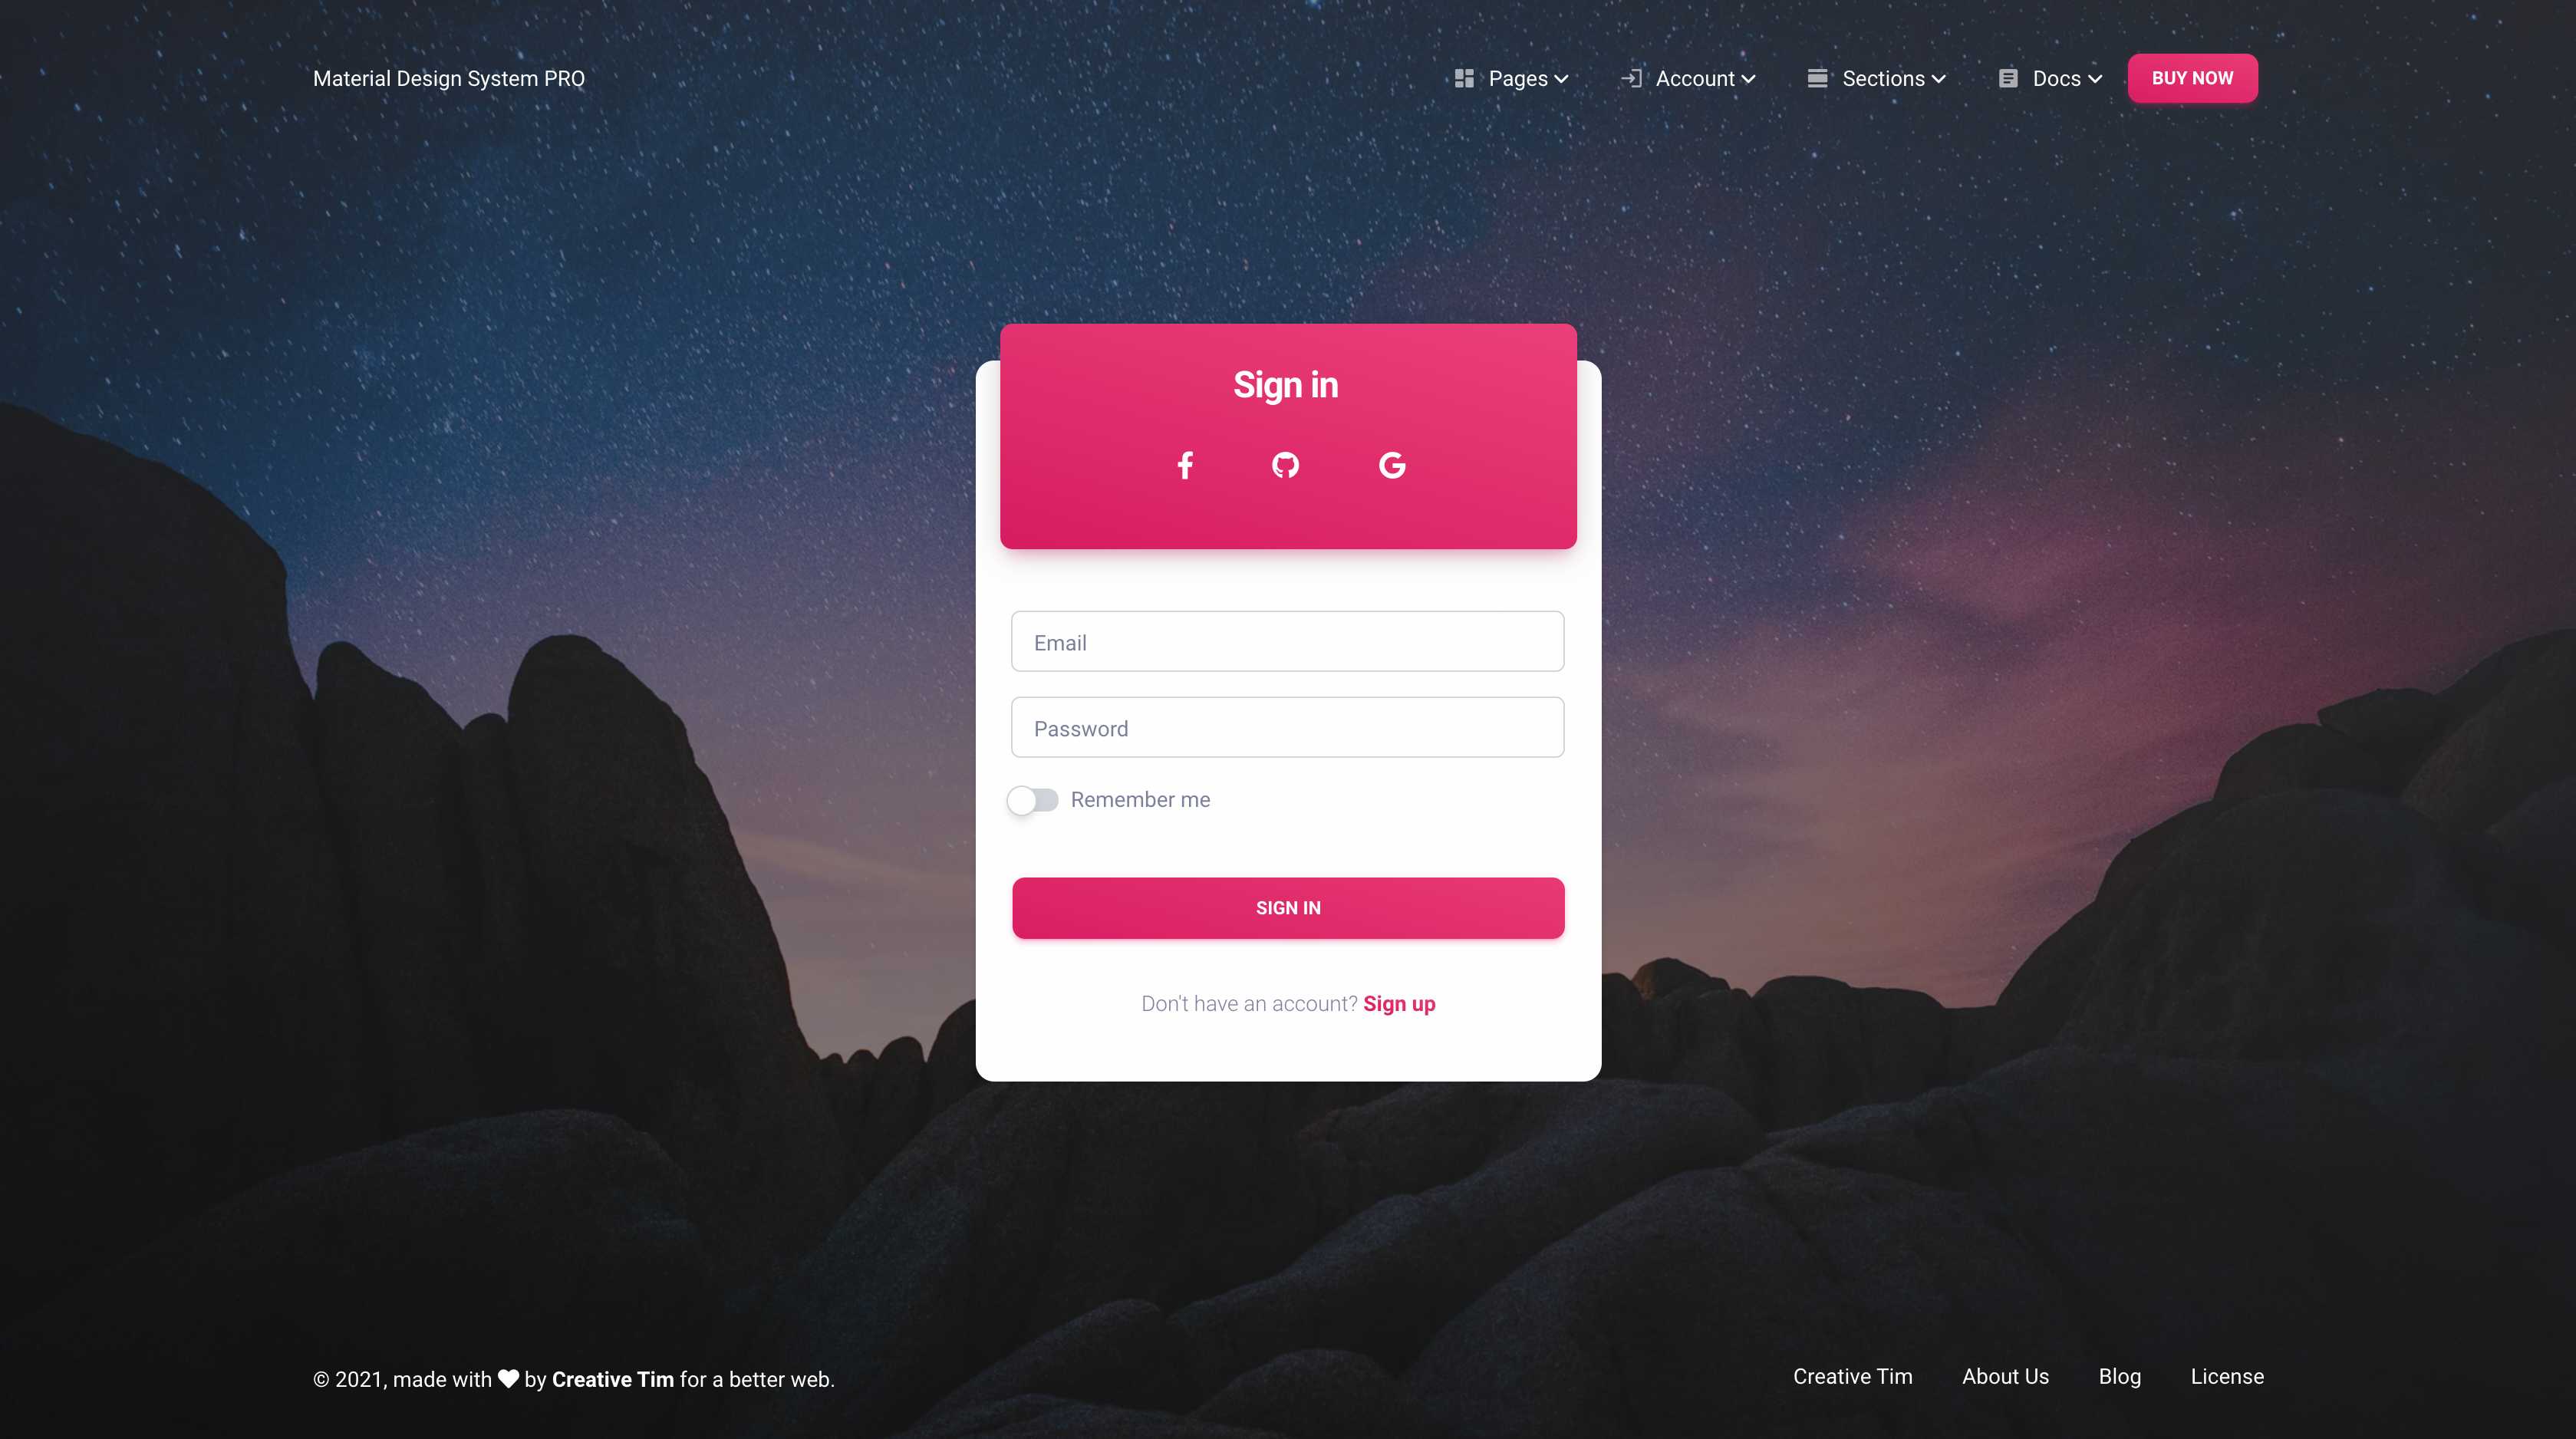 Material Design System PRO
Pages
Account
Sections
Docs
BUY NOW
Sign in
Email
Password
Remember me
SIGN IN
Don't have an account? Sign up
© 2021, made with by Creative Tim for a better web.
Creative Tim
About Us
Blog
License